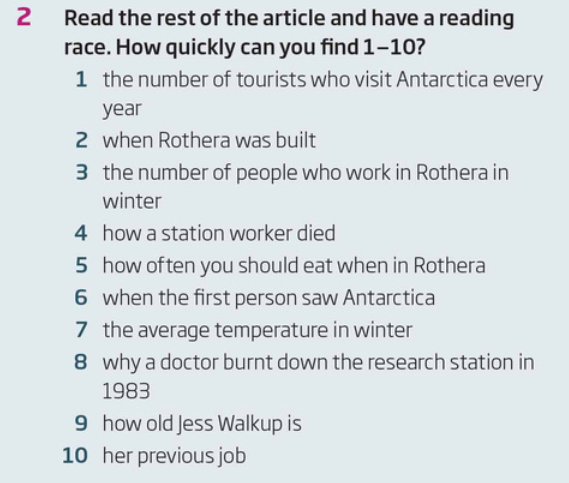 2 Read the rest of the article and have a reading
race. How quickly can you find 1–10?
1 the number of tourists who visit Antarctica every
year
2 when Rothera was built
3 the number of people who work in Rothera in
winter
4 how a station worker died
5 how often you should eat when in Rothera
6 when the first person saw Antarctica
7 the average temperature in winter
8 why a doctor burnt down the research station in
1983
9 how old Jess Walkup is
10 her previous job